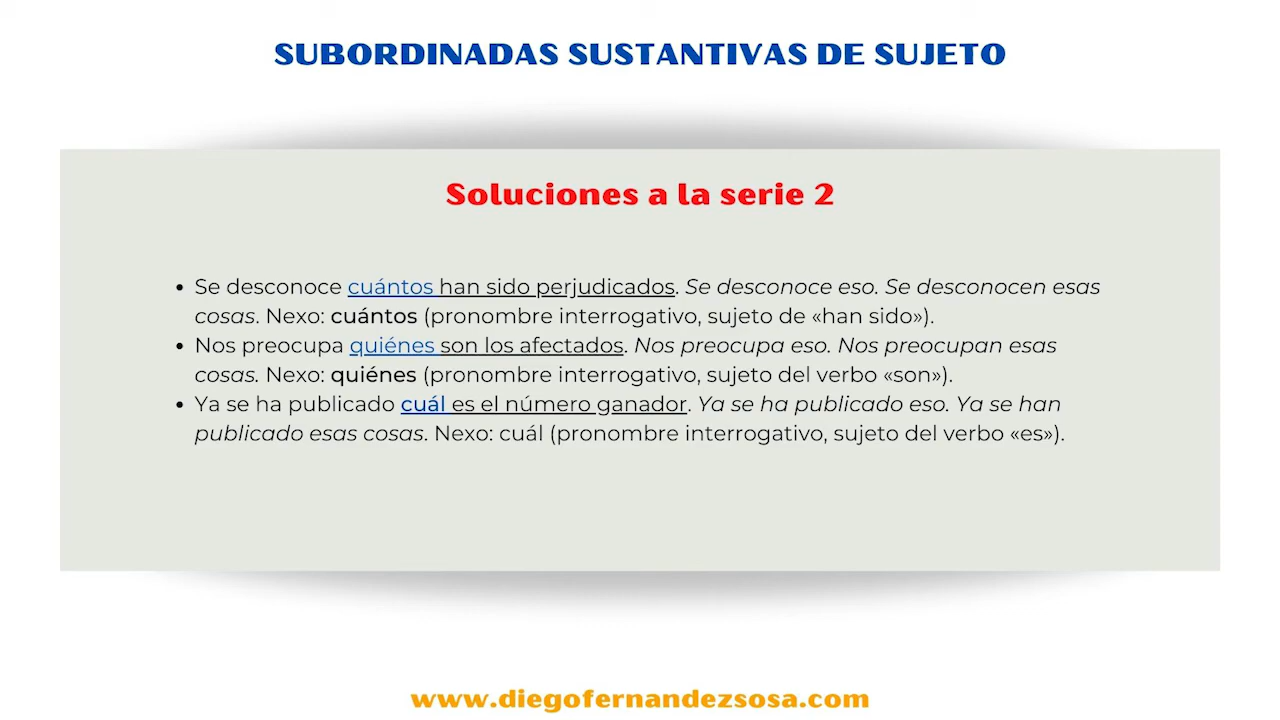 SUBORDINADAS SUSTANTIVAS DE SUJETO
Soluciones a la serie 2
• Se desconoce cuántos han sido perjudicados. Se desconoce eso. Se desconocen esas
cosas. Nexo: cuántos (pronombre interrogativo, sujeto de «han sido»).
• Nos preocupa quiénes son los afectados. Nos preocupa eso. Nos preocupan esas
cosas. Nexo: quiénes (pronombre interrogativo, sujeto del verbo «son»).
• Ya se ha publicado cuál es el número ganador. Ya se ha publicado eso. Ya se han
publicado esas cosas. Nexo: cuál (pronombre interrogativo, sujeto del verbo «es»).
www.diegofernandezsosa.com